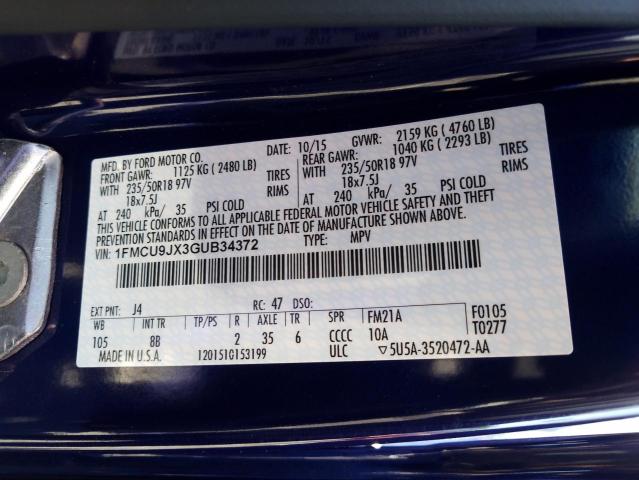 MFD. BY FORD MOTOR CO.
DATE: 10/15 GVWR: 2159 KG ( 4760 LB)
FRONT GAWR: 1125 KG ( 2480 LB) REAR GAWR: 1040 KG ( 2293 LB)
WITH 235/50R18 97V TIRES WITH 235/50R18 97V TIRES
18x7.5J RIMS 18x7.5J RIMS
AT 240 kPa/ 35 PSI COLD AT 240 kPa/ 35 PSI COLD
THIS VEHICLE CONFORMS TO ALL APPLICABLE FEDERAL MOTOR VEHICLE SAFETY AND THEFT
PREVENTION STANDARDS IN EFFECT ON THE DATE OF MANUFACTURE SHOWN ABOVE.
VIN: 1FMCU9JX3GUB34372 TYPE: MPV
EXT PNT: J4 RC: 47 DSO:
WB INT TR TP/PS R AXLE TR SPR FM21A F0105
105 8B 2 35 6 CCCC 10A T0277
MADE IN U.S.A. 1201510153199 ULC ▽5U5A-3520472-AA